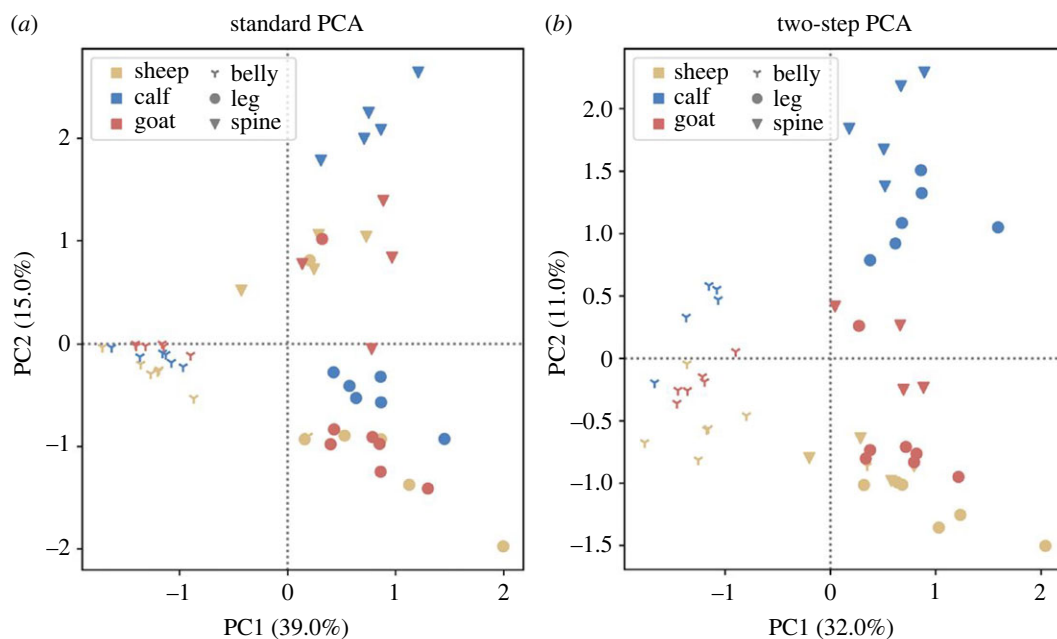 (a) standard PCA
sheep belly
calf leg
goat spine
2
1
0
–1
–2
PC2 (15.0%)
–1 0 1 2
PC1 (39.0%)
(b) two-step PCA
sheep belly
calf leg
goat spine
2.0
1.5
1.0
0.5
0
–0.5
–1.0
–1.5
PC2 (11.0%)
–1 0 1 2
PC1 (32.0%)